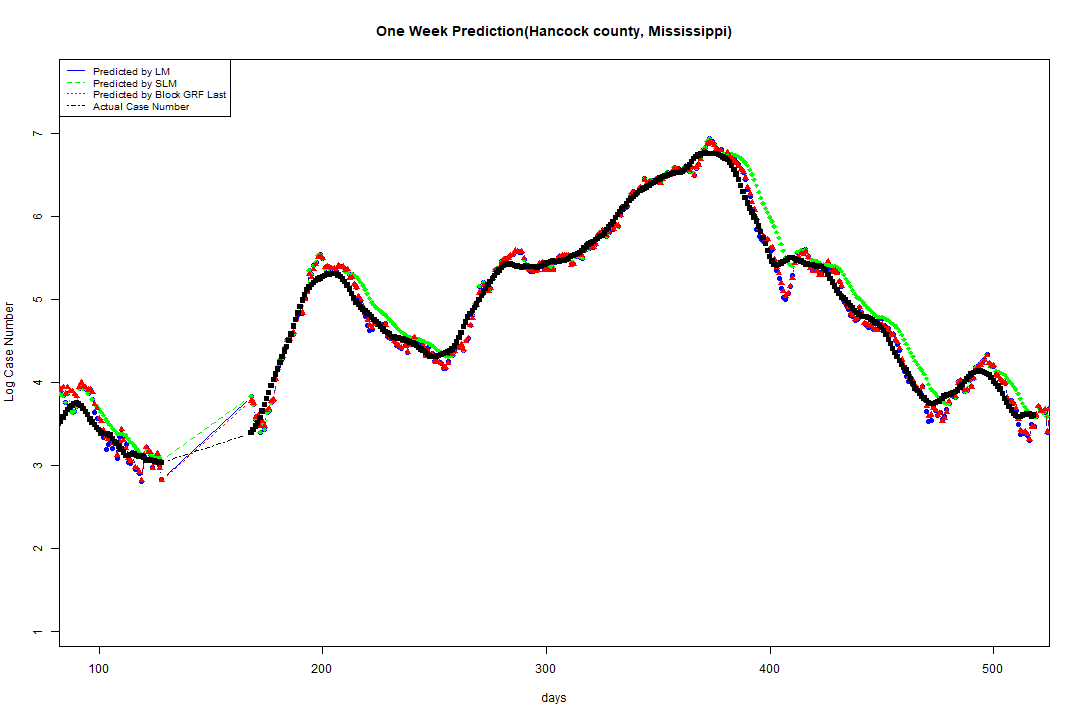 One Week Prediction(Hancock county, Mississippi)
Predicted by LM
Predicted by SLM
Predicted by Block GRF Last
Actual Case Number
7
6
5
4
3
2
1
Log Case Number
100 200 300 400 500
days